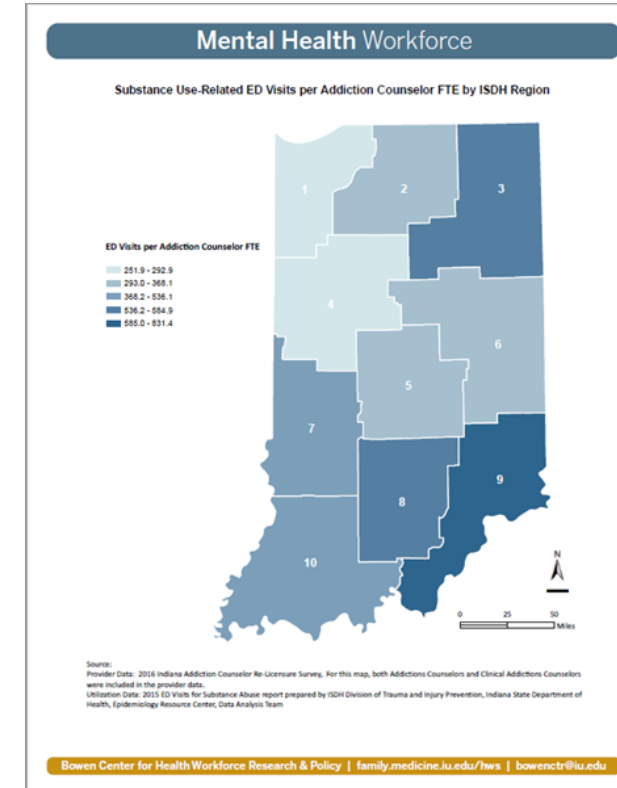 Mental Health Workforce
Substance Use-Related ED Visits per Addiction Counselor FTE by ISDH Region
1
2
3
ED Visits per Addiction Counselor FTE
251.9 - 292.9
293.0 - 368.1
368.2 - 536.1
536.2 - 584.9
585.0 - 831.4
4
6
5
7
9
8
10
N
0 25 50
Miles
Source:
Provider Data: 2016 Indiana Addiction Counselor Re-Licensure Survey, For this map, both Addictions Counselors and Clinical Addictions Counselors
were included in the provider data.
Utilization Data: 2015 ED Visits for Substance Abuse report prepared by ISDH Division of Trauma and Injury Prevention, Indiana State Department of
Health, Epidemiology Resource Center, Data Analysis Team
Bowen Center for Health Workforce Research & Policy | family.medicine.iu.edu/hws | bowenctr@iu.edu